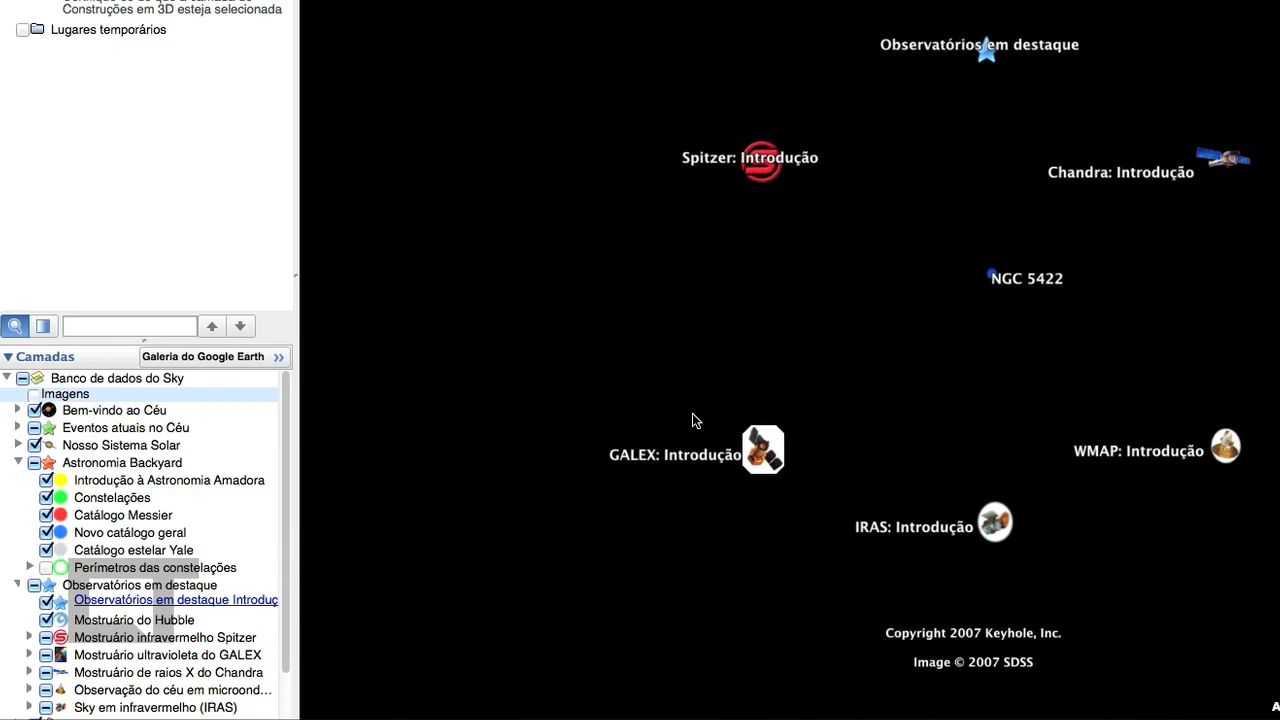 Construções em 3D esteja selecionada
Lugares temporários
Camadas
Galeria do Google Earth »
Banco de dados do Sky
Imagens
Bem-vindo ao Céu
Eventos atuais no Céu
Nosso Sistema Solar
Astronomia Backyard
Introdução à Astronomia Amadora
Constelações
Catálogo Messier
Novo catálogo geral
Catálogo estelar Yale
Perímetros das constelações
Observatórios em destaque
Observatórios em destaque Introduç
Mostruário do Hubble
Mostruário infravermelho Spitzer
Mostruário ultravioleta do GALEX
Mostruário de raios X do Chandra
Observação do céu em microond...
Sky em infravermelho (IRAS)
Observatórios em destaque
Spitzer: Introdução
Chandra: Introdução
NGC 5422
GALEX: Introdução
WMAP: Introdução
IRAS: Introdução
Copyright 2007 Keyhole, Inc.
Image © 2007 SDSS
A